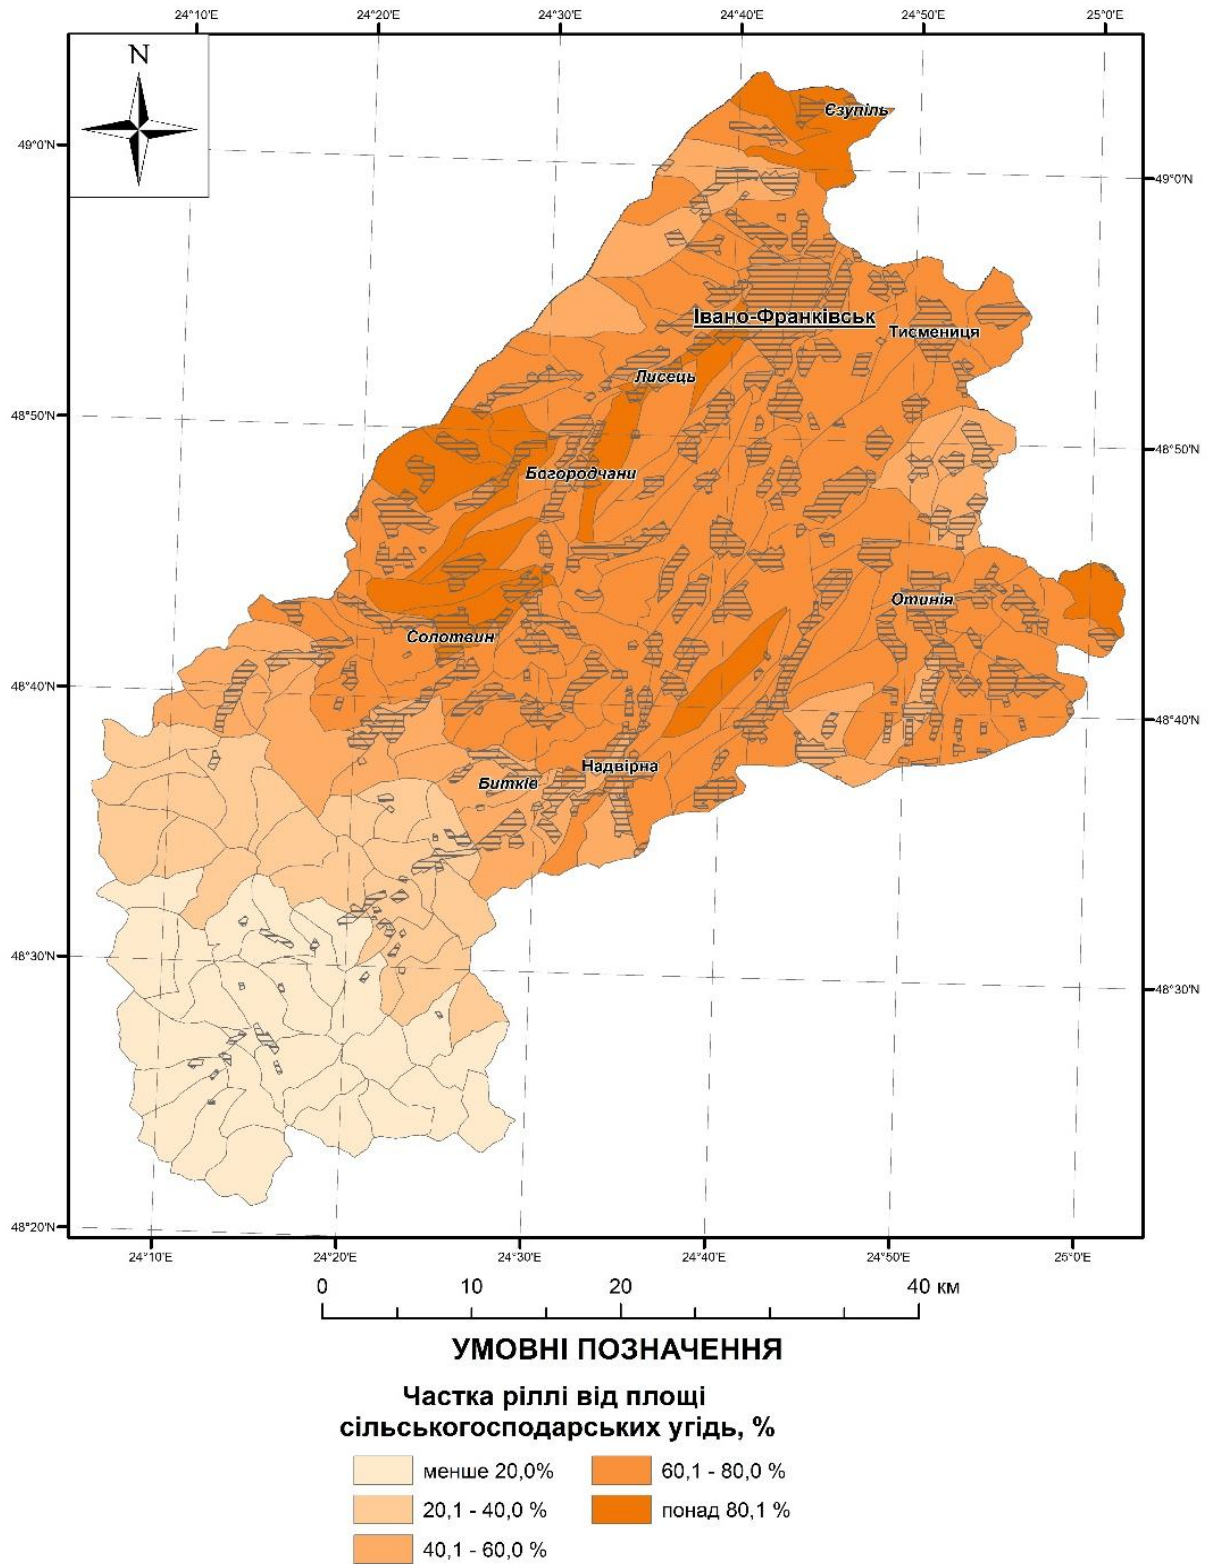 24°10'E 24°20'E 24°30'E 24°40'E 24°50'E 25°0'E
N
Єзупіль
49°0'N
49°0'N
Івано-Франківськ
Тисмениця
Лисець
48°50'N
48°50'N
Богородчани
Отинія
Солотвин
48°40'N
48°40'N
Надвірна
Битків
48°30'N
48°30'N
48°20'N
24°10'E 24°20'E 24°30'E 24°40'E 24°50'E 25°0'E
0 10 20 40 км
УМОВНІ ПОЗНАЧЕННЯ
Частка ріллі від площі
сільськогосподарських угідь, %
менше 20,0% 60,1 - 80,0 %
20,1 - 40,0 % понад 80,1 %
40,1 - 60,0 %